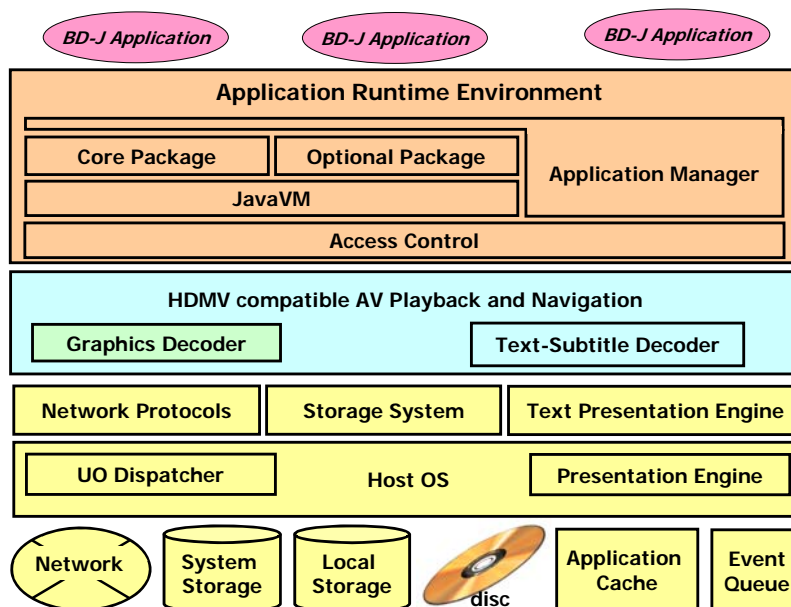 BD-J Application
BD-J Application
BD-J Application
Application Runtime Environment
Core Package
Optional Package
Application Manager
JavaVM
Access Control
HDMV compatible AV Playback and Navigation
Graphics Decoder
Text-Subtitle Decoder
Network Protocols
Storage System
Text Presentation Engine
UO Dispatcher
Host OS
Presentation Engine
Network
System
Storage
Local
Storage
disc
Application
Cache
Event
Queue